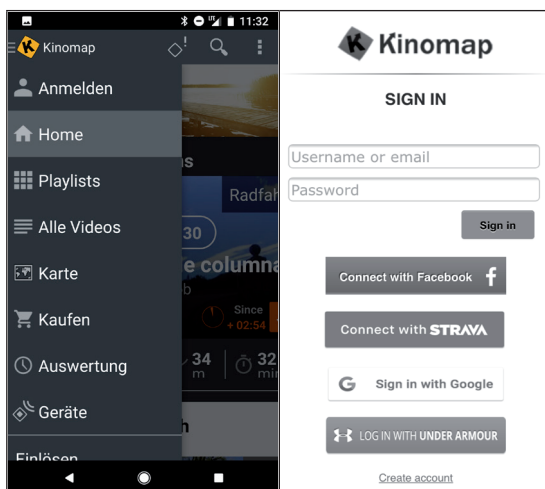 11:32
Kinomap
Anmelden
Home
Playlists
Alle Videos
Karte
Kaufen
Auswertung
Geräte
Einlösen
s
Radfah
30
e columna
b
Since
+ 02:54
34
m
32
min
h
Kinomap
SIGN IN
Username or email
Password
Sign in
Connect with Facebook f
Connect with STRAVA
G Sign in with Google
LOG IN WITH UNDER ARMOUR
Create account